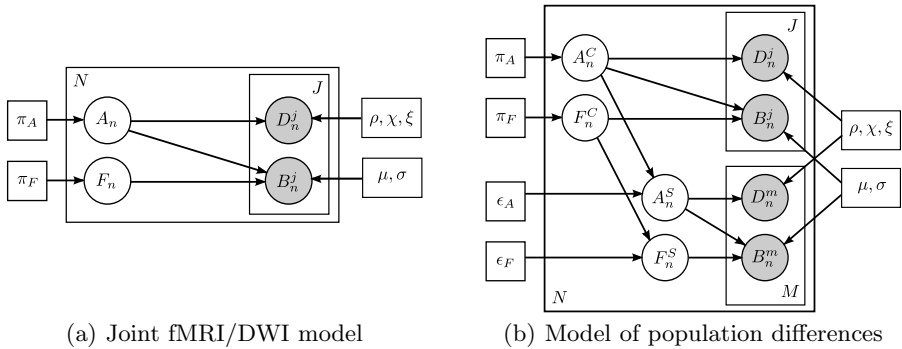 N
J
π_A
A_n
D_n^j
ρ, χ, ξ
π_F
F_n
B_n^j
μ, σ
(a) Joint fMRI/DWI model
J
π_A
A_n^C
D_n^j
π_F
F_n^C
B_n^j
ρ, χ, ξ
ϵ_A
A_n^S
D_n^m
μ, σ
ϵ_F
F_n^S
B_n^m
N
M
(b) Model of population differences